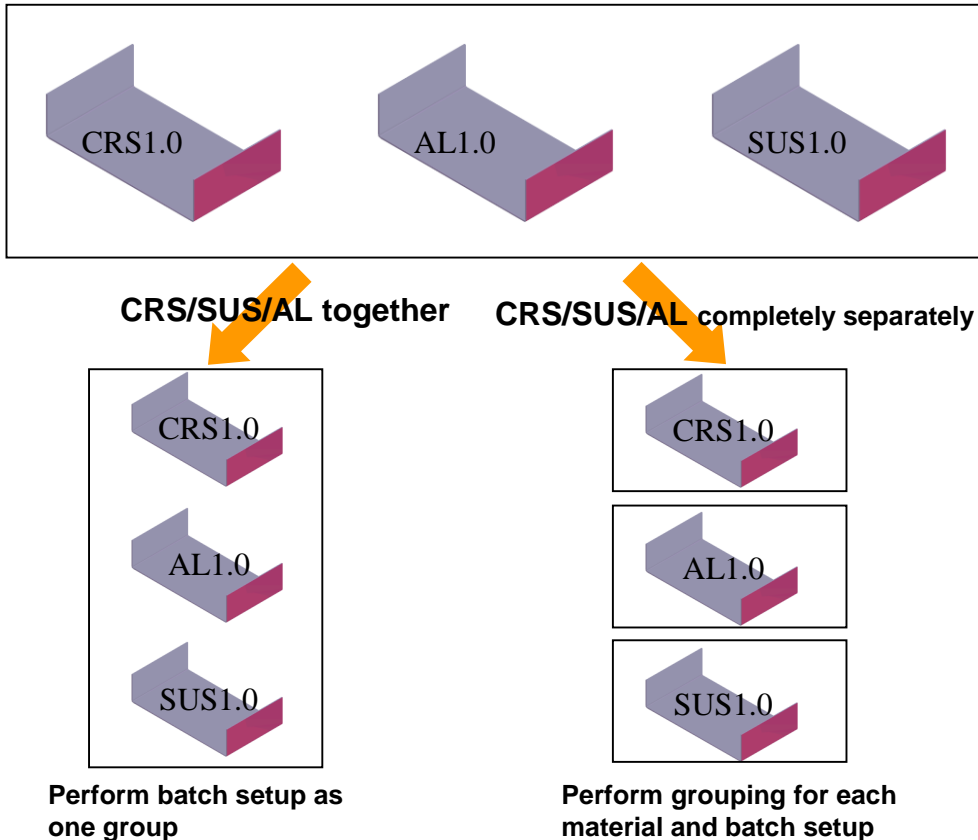 CRS1.0 AL1.0 SUS1.0
CRS/SUS/AL together
CRS/SUS/AL completely separately
CRS1.0
AL1.0
SUS1.0
Perform batch setup as
one group
CRS1.0
AL1.0
SUS1.0
Perform grouping for each
material and batch setup